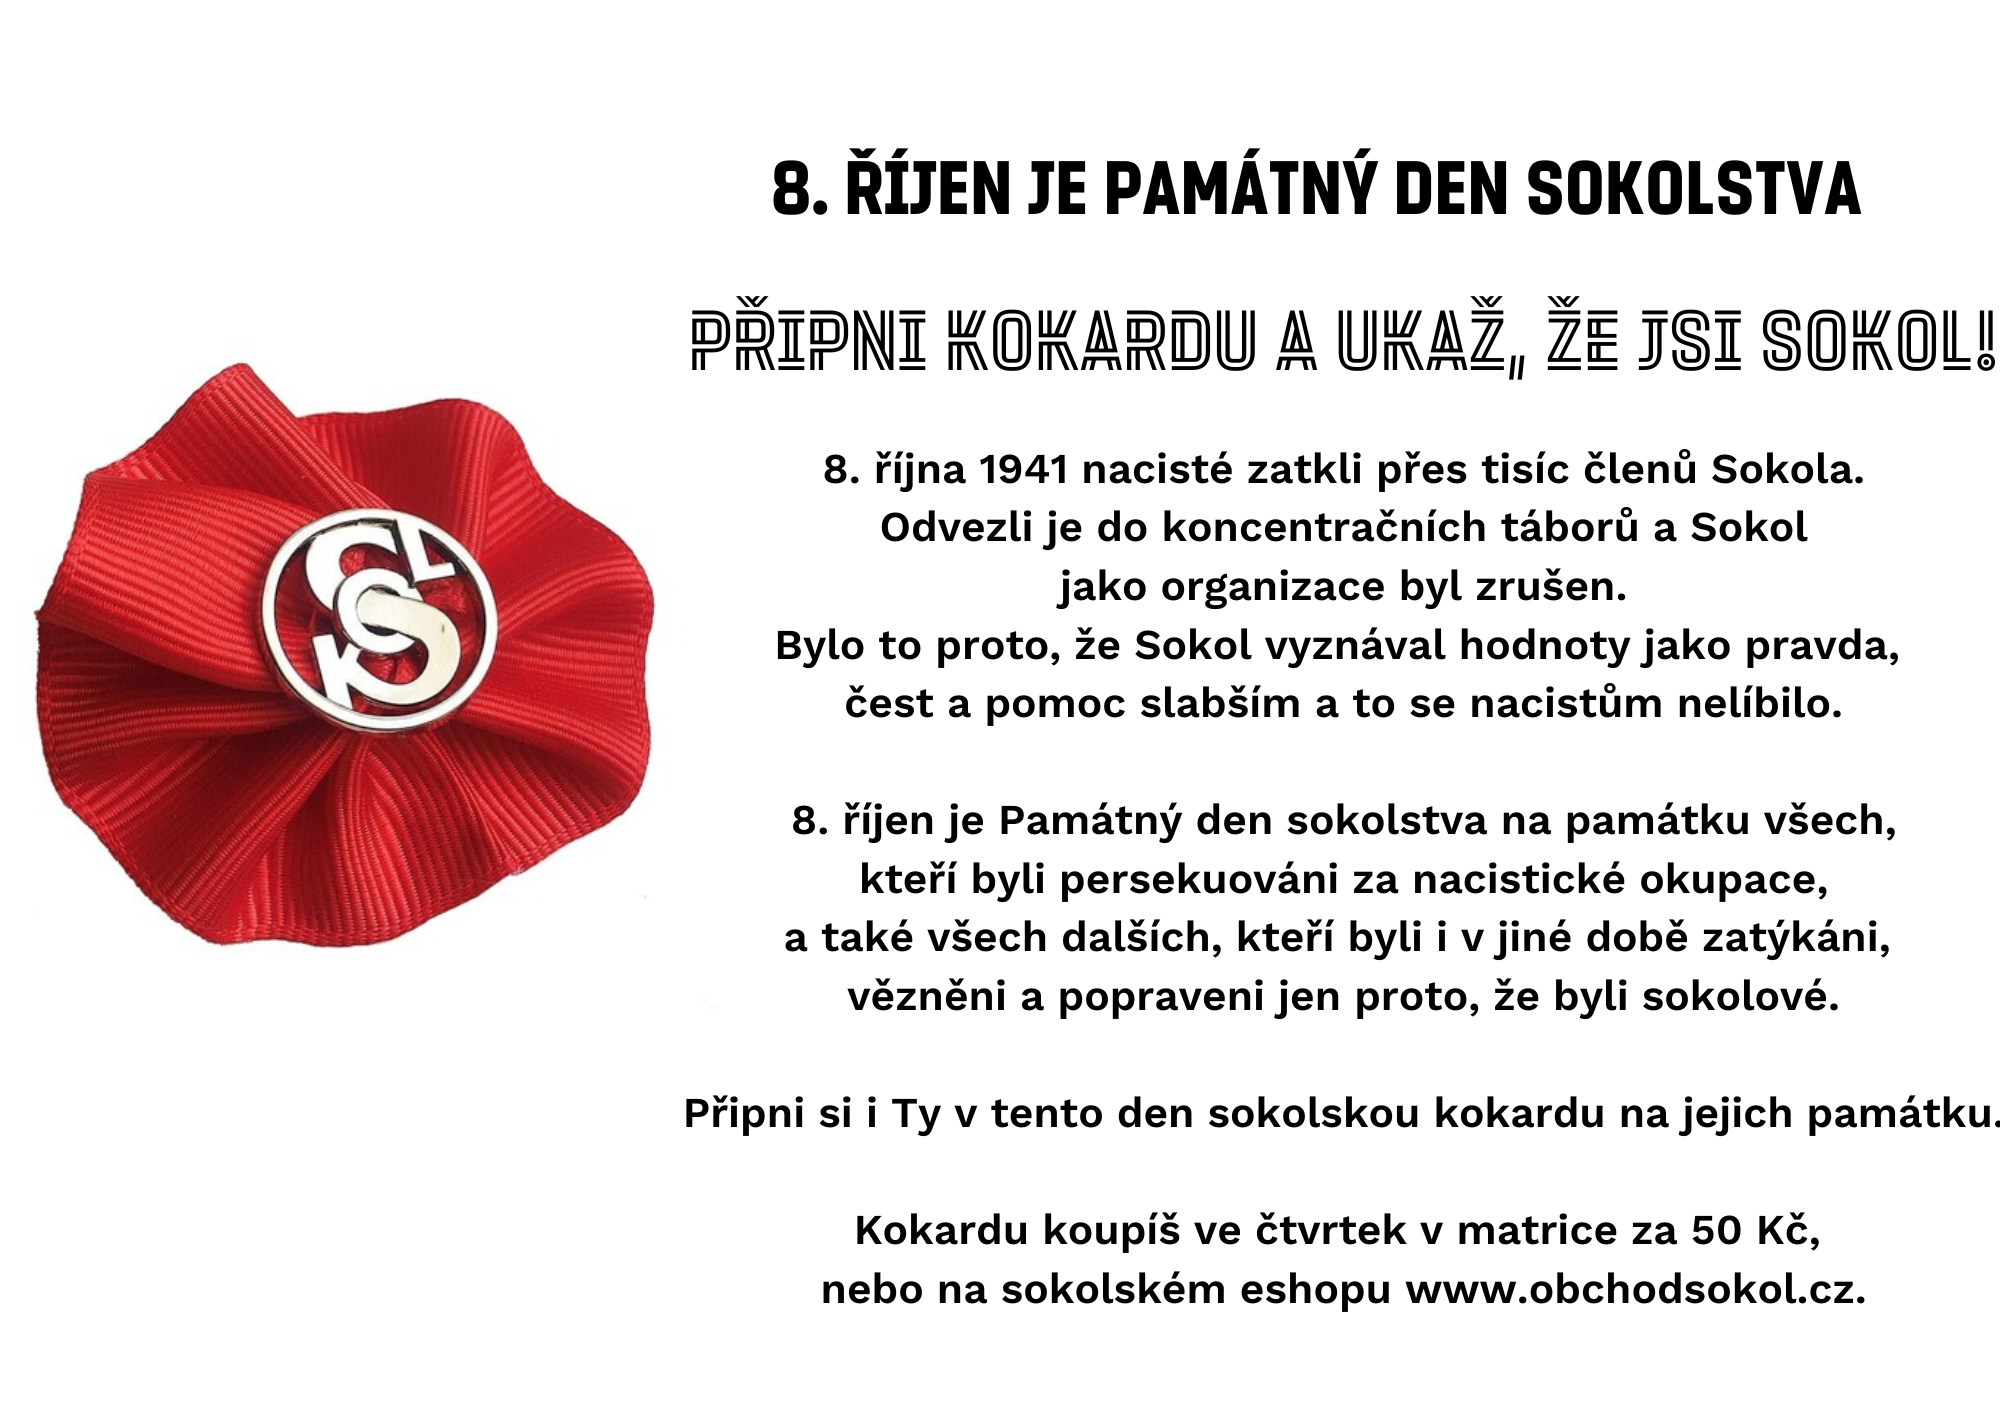 8. ŘÍJEN JE PAMÁTNÝ DEN SOKOLSTVA
PŘIPNI KOKARDU A UKAŽ,, ŽE JSI SOKOL!
SOKOL
8. října 1941 nacisté zatkli přes tisíc členů Sokola.
Odvezli je do koncentračních táborů a Sokol
jako organizace byl zrušen.
Bylo to proto, že Sokol vyznával hodnoty jako pravda,
čest a pomoc slabším a to se nacistům nelíbilo.
8. říjen je Památný den sokolstva na památku všech,
kteří byli persekuováni za nacistické okupace,
a také všech dalších, kteří byli i v jiné době zatýkáni,
vězněni a popraveni jen proto, že byli sokolové.
Připni si i Ty v tento den sokolskou kokardu na jejich památku.
Kokardu koupíš ve čtvrtek v matrice za 50 Kč,
nebo na sokolském eshopu www.obchodsokol.cz.